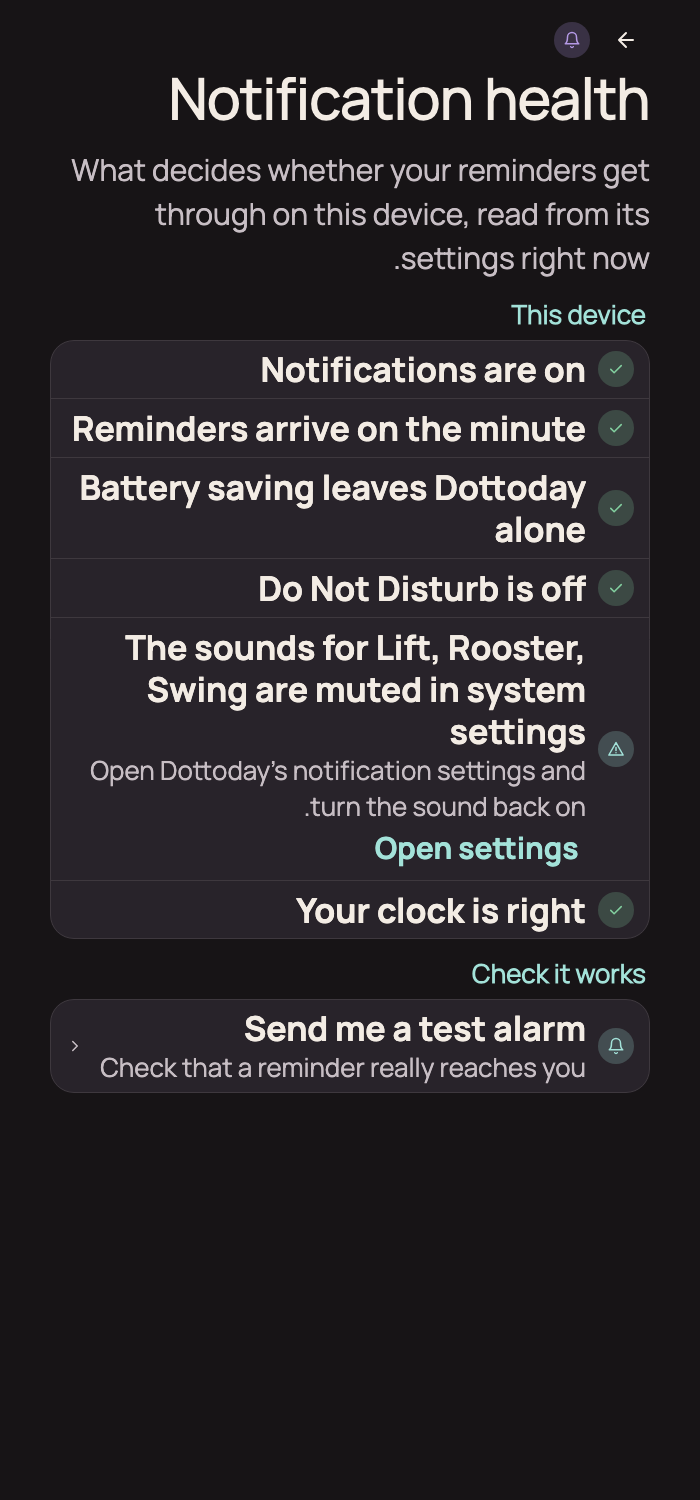 Notification health
What decides whether your reminders get
through on this device, read from its
settings right now.
This device
Notifications are on
Reminders arrive on the minute
Battery saving leaves Dottoday
alone
Do Not Disturb is off
The sounds for Lift, Rooster,
Swing are muted in system
settings
Open Dottoday's notification settings and
turn the sound back on.
Open settings
Your clock is right
Check it works
Send me a test alarm
Check that a reminder really reaches you